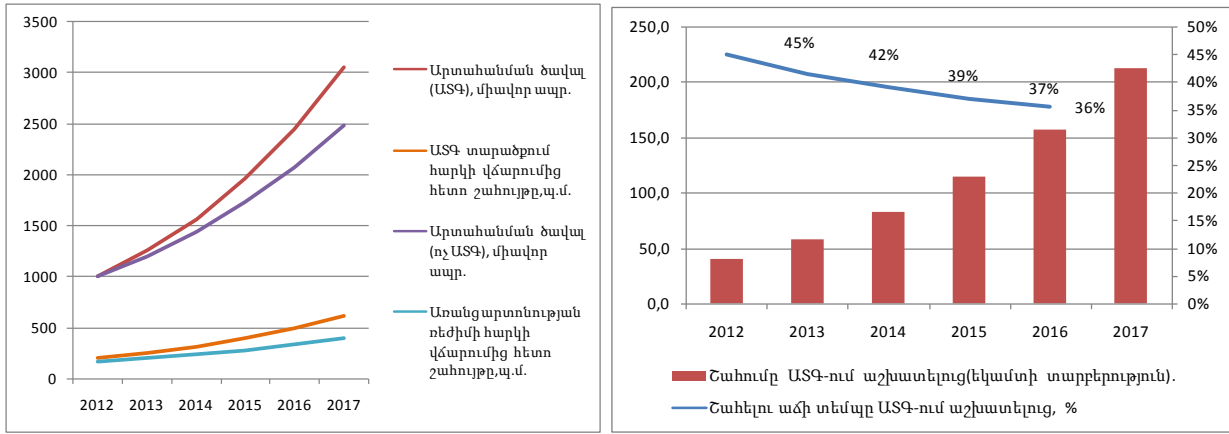 3500
3000
2500
2000
1500
1000
500
0
2012 2013 2014 2015 2016 2017
Արտահանման ծավալ
(ԱՏԳ), միավոր ապր.
ԱՏԳ տարածքում
հարկի վճարումից
հետո շահույթը,պ.մ.
Արտահանման ծավալ
(ոչ ԱՏԳ), միավոր
ապր.
Առանց արտոնության
ռեժիմի հարկի
վճարումից հետո
շահույթը,պ.մ.
250,0
200,0
150,0
100,0
50,0
0,0
45%
42%
39%
37%
36%
50%
45%
40%
35%
30%
25%
20%
15%
10%
5%
0%
2012 2013 2014 2015 2016 2017
Շահումը ԱՏԳ-ում աշխատելուց(եկամտի տարբերություն).
Շահելու աճի տեմպը ԱՏԳ-ում աշխատելուց, %